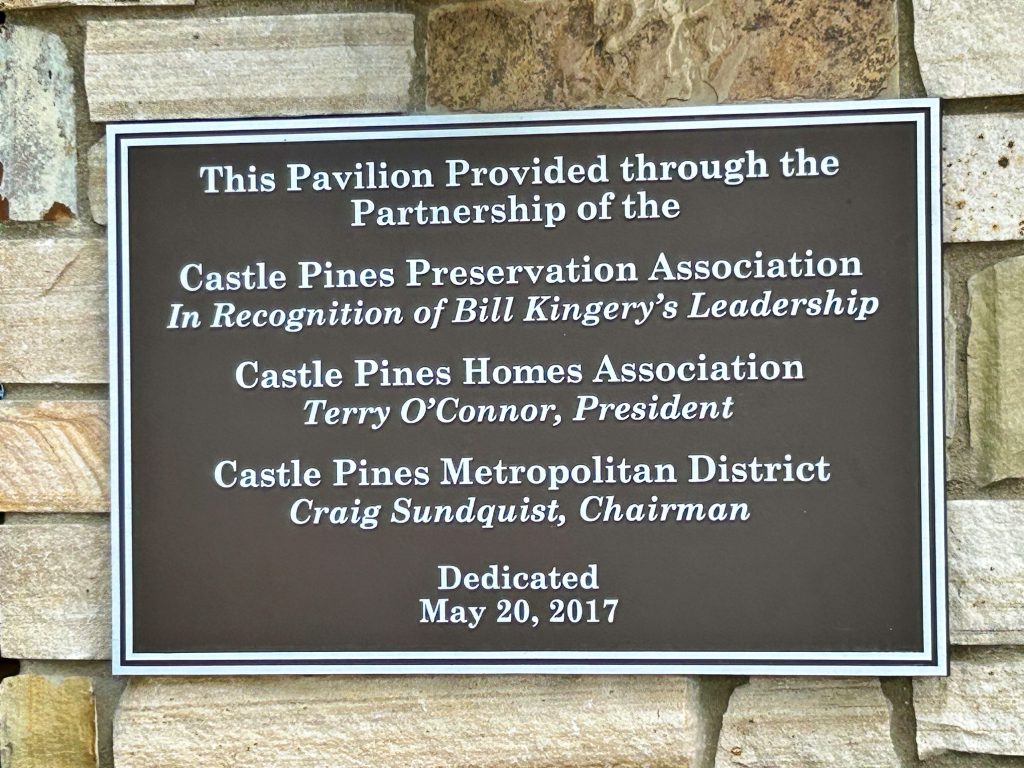 This Pavilion Provided through the
Partnership of the
Castle Pines Preservation Association
In Recognition of Bill Kingery's Leadership
Castle Pines Homes Association
Terry O'Connor, President
Castle Pines Metropolitan District
Craig Sundquist, Chairman
Dedicated
May 20, 2017